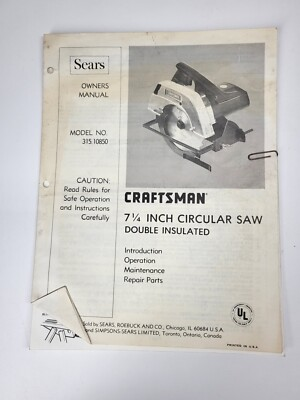 Sears
OWNERS
MANUAL
MODEL NO.
315.10850
CAUTION:
Read Rules for
Safe Operation
and Instructions
Carefully
CRAFTSMAN
7¼ INCH CIRCULAR SAW
DOUBLE INSULATED
Introduction
Operation
Maintenance
Repair Parts
UL
Sold by SEARS, ROEBUCK AND CO., Chicago, IL 60684 U.S.A.
and SIMPSONS-SEARS LIMITED, Toronto, Ontario, Canada
PRINTED IN U.S.A.